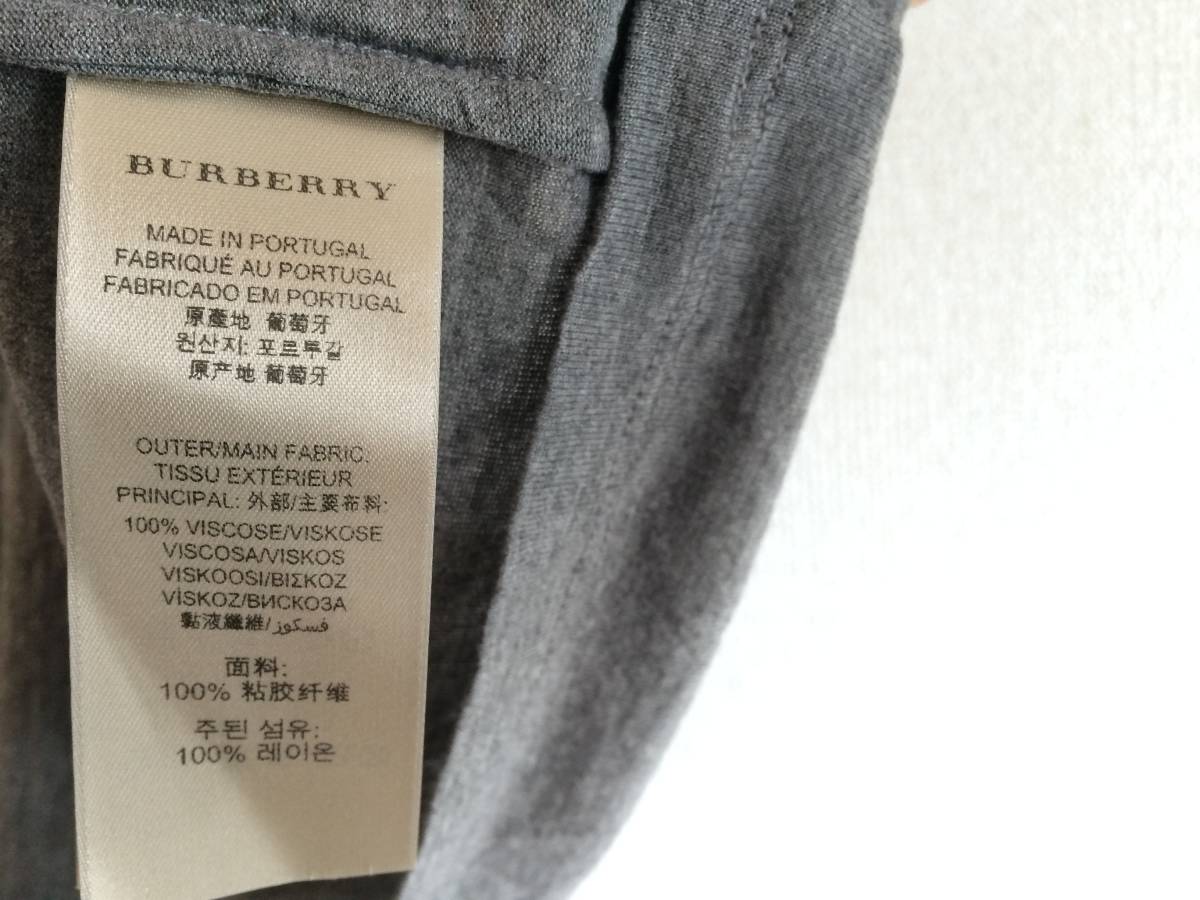 BURBERRY
MADE IN PORTUGAL
FABRIQUÉ AU PORTUGAL
FABRICADO EM PORTUGAL
原產地 葡萄牙
원산지: 포르투갈
原产地 葡萄牙
OUTER/MAIN FABRIC:
TISSU EXTÉRIEUR
PRINCIPAL: 外部/主要布料:
100% VISCOSE/VISKOSE
VISCOSA/VISKOS
VISKOOSI/ΒΙΣΚΟΖ
VİSKOZ/ВИСКОЗА
黏液纖維/فسكوز
面料:
100% 粘胶纤维
주된 섬유:
100% 레이온